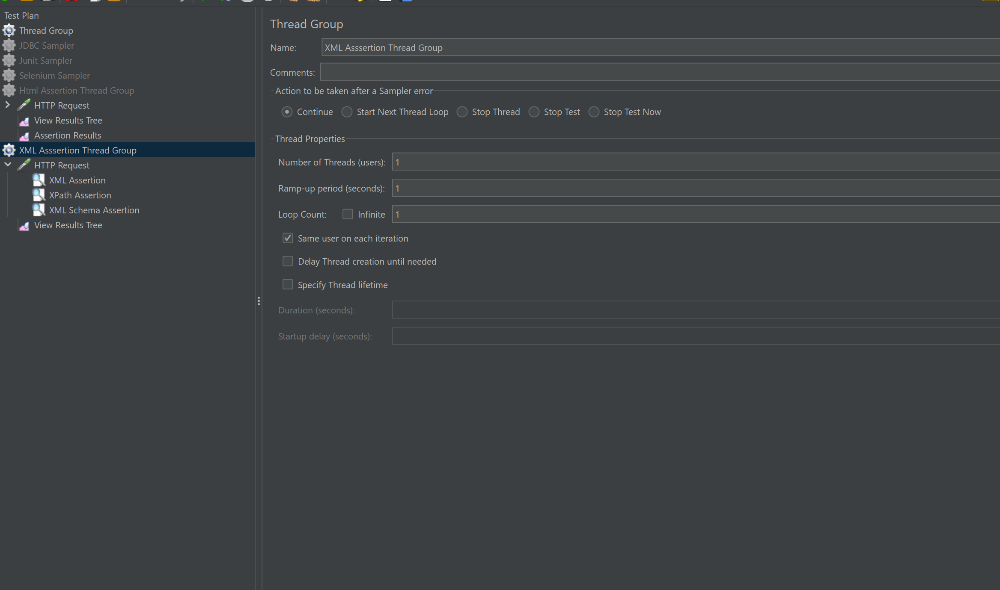 Test Plan
Thread Group
JDBC Sampler
Junit Sampler
Selenium Sampler
Html Assertion Thread Group
HTTP Request
View Results Tree
Assertion Results
XML Asssertion Thread Group
HTTP Request
XML Assertion
XPath Assertion
XML Schema Assertion
View Results Tree
Thread Group
Name: XML Asssertion Thread Group
Comments:
Action to be taken after a Sampler error
Continue Start Next Thread Loop Stop Thread Stop Test Stop Test Now
Thread Properties
Number of Threads (users): 1
Ramp-up period (seconds): 1
Loop Count: Infinite 1
Same user on each iteration
Delay Thread creation until needed
Specify Thread lifetime
Duration (seconds):
Startup delay (seconds):